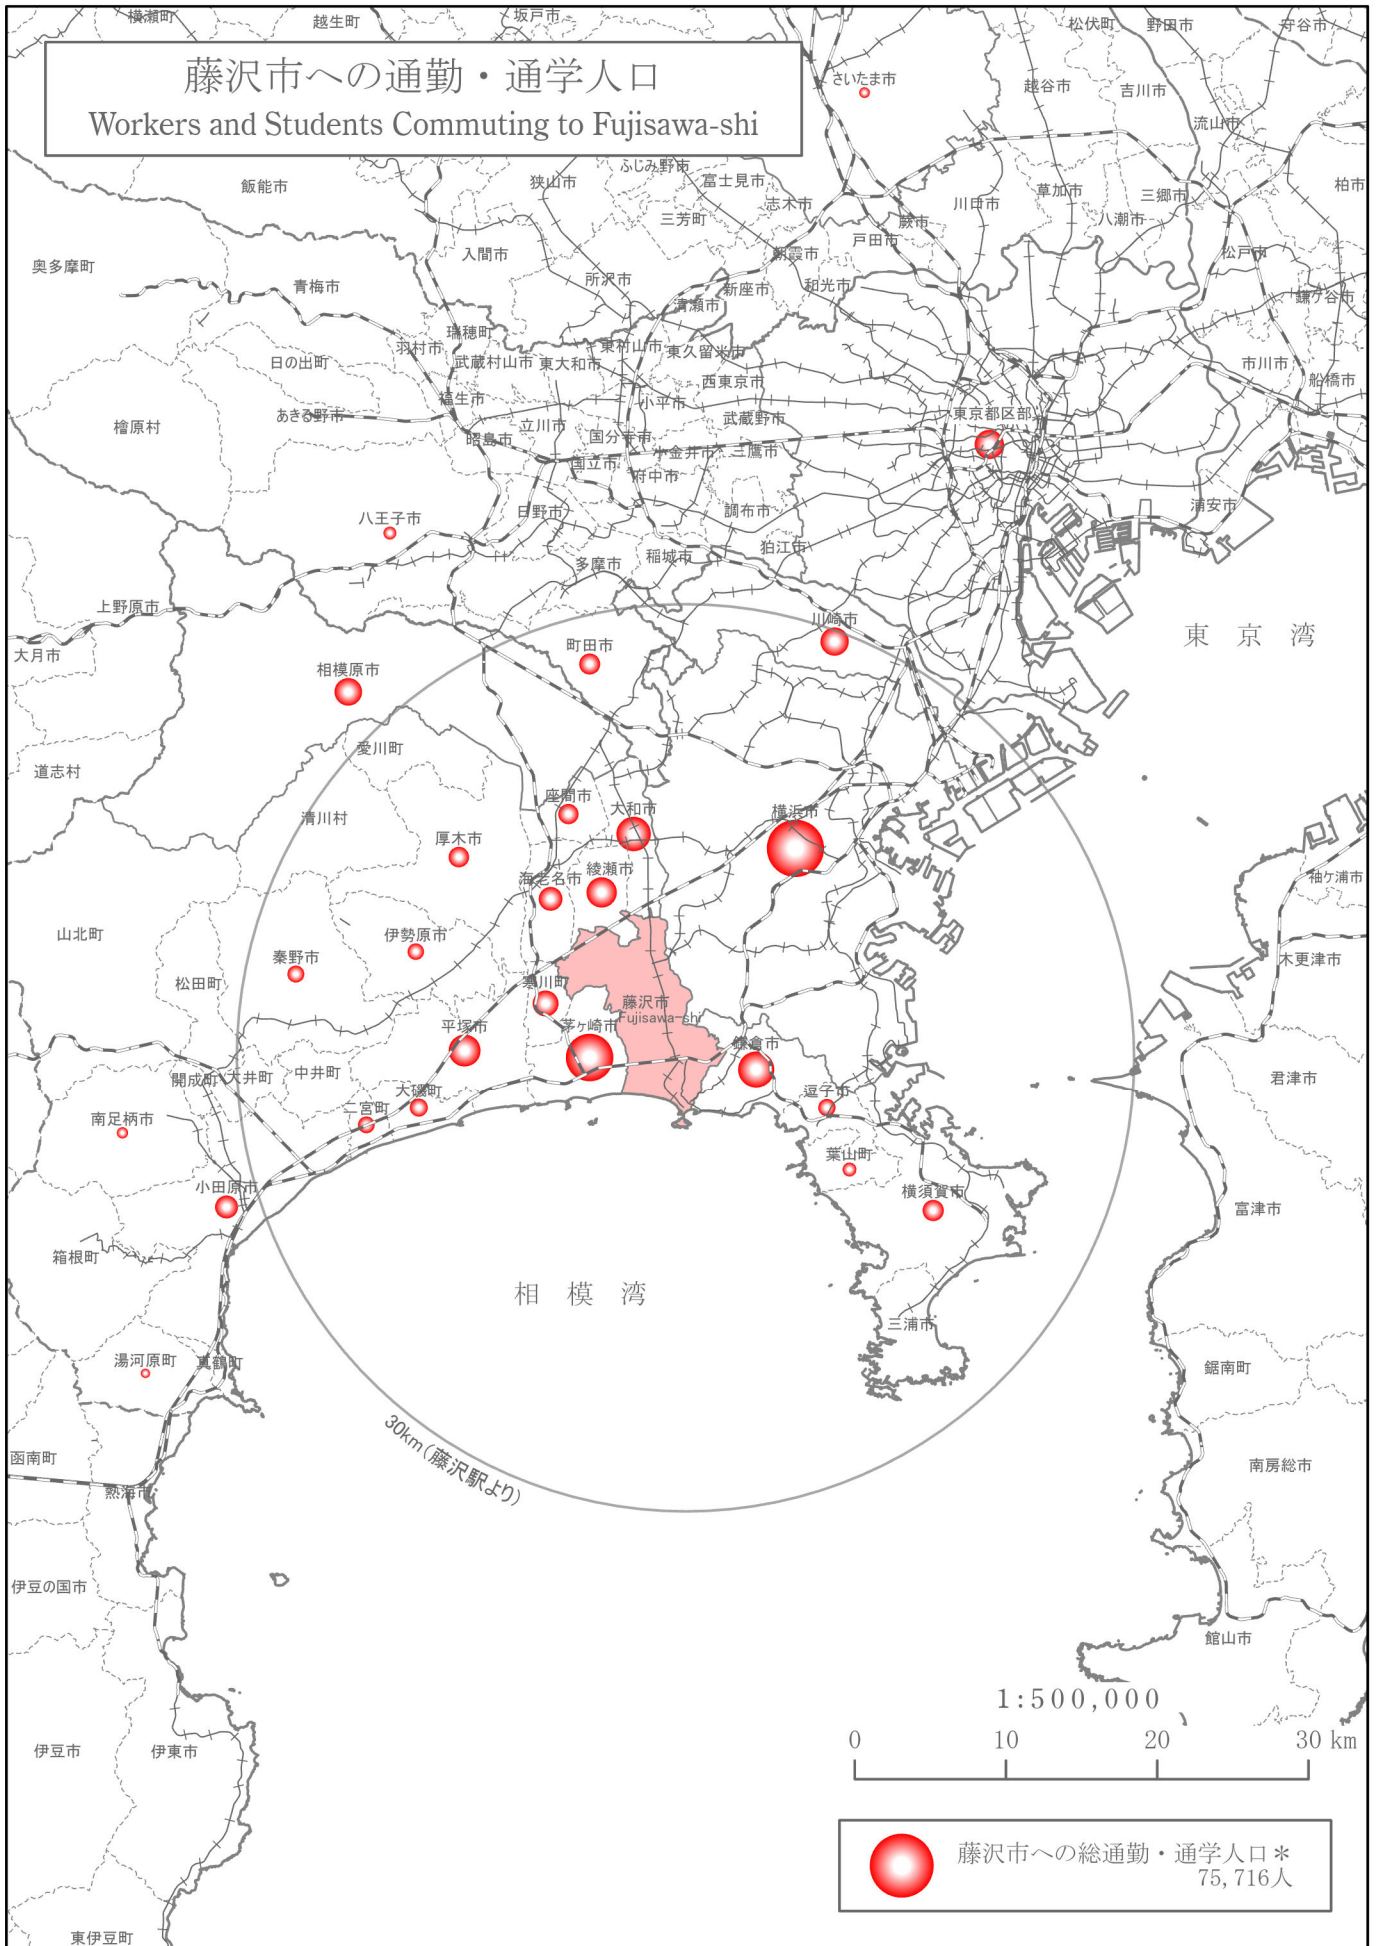 横瀬町
越生町
坂戸市
松伏町
野田市
守谷市
藤沢市への通勤・通学人口
Workers and Students Commuting to Fujisawa-shi
さいたま市
越谷市
吉川市
流山市
飯能市
狭山市
ふじみ野市
富士見市
三芳町
志木市
川口市
草加市
三郷市
柏市
八潮市
蕨市
戸田市
奥多摩町
入間市
朝霞市
松戸市
青梅市
所沢市
新座市
和光市
清瀬市
鎌ケ谷市
瑞穂町
羽村市
武蔵村山市
東大和市
東村山市
東久留米市
日の出町
西東京市
市川市
船橋市
福生市
小平市
あきる野市
武蔵野市
東京都区部
檜原村
立川市
昭島市
国分寺市
小金井市
三鷹市
国立市
府中市
八王子市
日野市
調布市
浦安市
狛江市
多摩市
稲城市
上野原市
大月市
川崎市
町田市
東京湾
相模原市
愛川町
道志村
座間市
大和市
横浜市
清川村
厚木市
海老名市
綾瀬市
袖ケ浦市
山北町
伊勢原市
秦野市
松田町
木更津市
寒川町
藤沢市
Fujisawa-shi
平塚市
茅ヶ崎市
鎌倉市
開成町
大井町
中井町
君津市
大磯町
逗子市
南足柄市
二宮町
葉山町
小田原市
横須賀市
富津市
箱根町
相模湾
三浦市
湯河原町
真鶴町
鋸南町
30km(藤沢駅より)
函南町
南房総市
熱海市
伊豆の国市
館山市
1:500,000
0 10 20 30 km
伊豆市
伊東市
藤沢市への総通勤・通学人口*
75,716人
東伊豆町